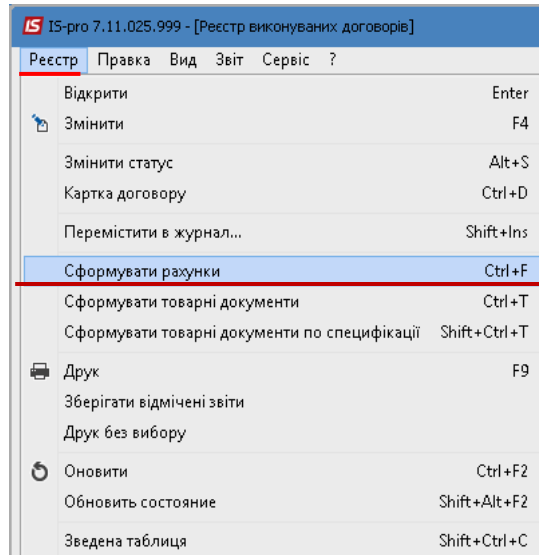 IS IS-pro 7.11.025.999 - [Реєстр виконуваних договорів]
Реєстр Правка Вид Звіт Сервіс ?
Відкрити Enter
Змінити F4
Змінити статус Alt+S
Картка договору Ctrl+D
Перемістити в журнал... Shift+Ins
Сформувати рахунки Ctrl+F
Сформувати товарні документи Ctrl+T
Сформувати товарні документи по специфікації Shift+Ctrl+T
Друк F9
Зберігати відмічені звіти
Друк без вибору
Оновити Ctrl+F2
Обновить состояние Shift+Alt+F2
Зведена таблиця Shift+Ctrl+C